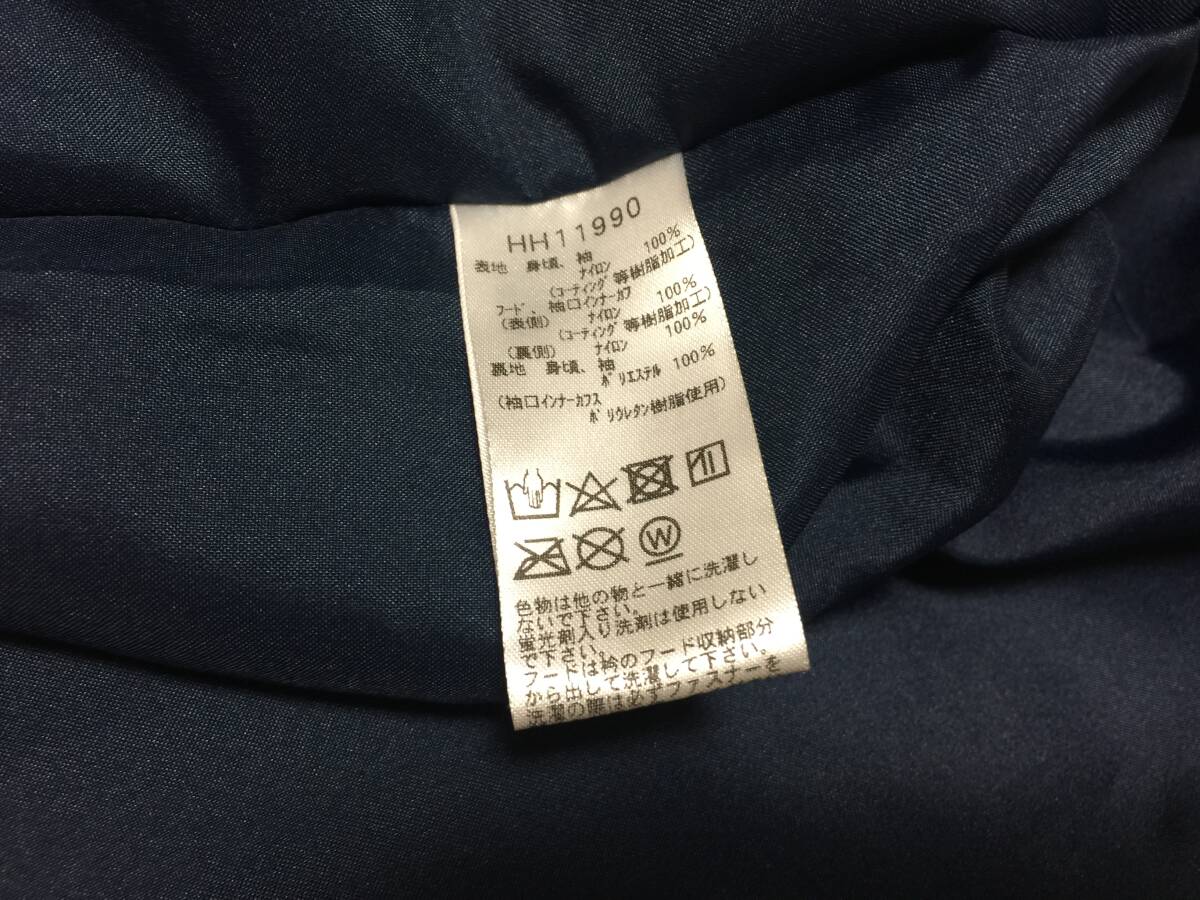 HH11990
表地 身頃、袖
ナイロン 100%
(コーティング等樹脂加工)
フード、袖口インナーカフ
(表側) ナイロン 100%
(コーティング等樹脂加工)
(裏側) ナイロン 100%
裏地 身頃、袖
ポリエステル 100%
(袖口インナーカフス
ポリウレタン樹脂使用)
W
色物は他の物と一緒に洗濯し
ないで下さい。
蛍光剤入り洗剤は使用しない
で下さい。
フードは衿のフード収納部分
から出して洗濯して下さい。
洗濯の際は必ずファスナーを